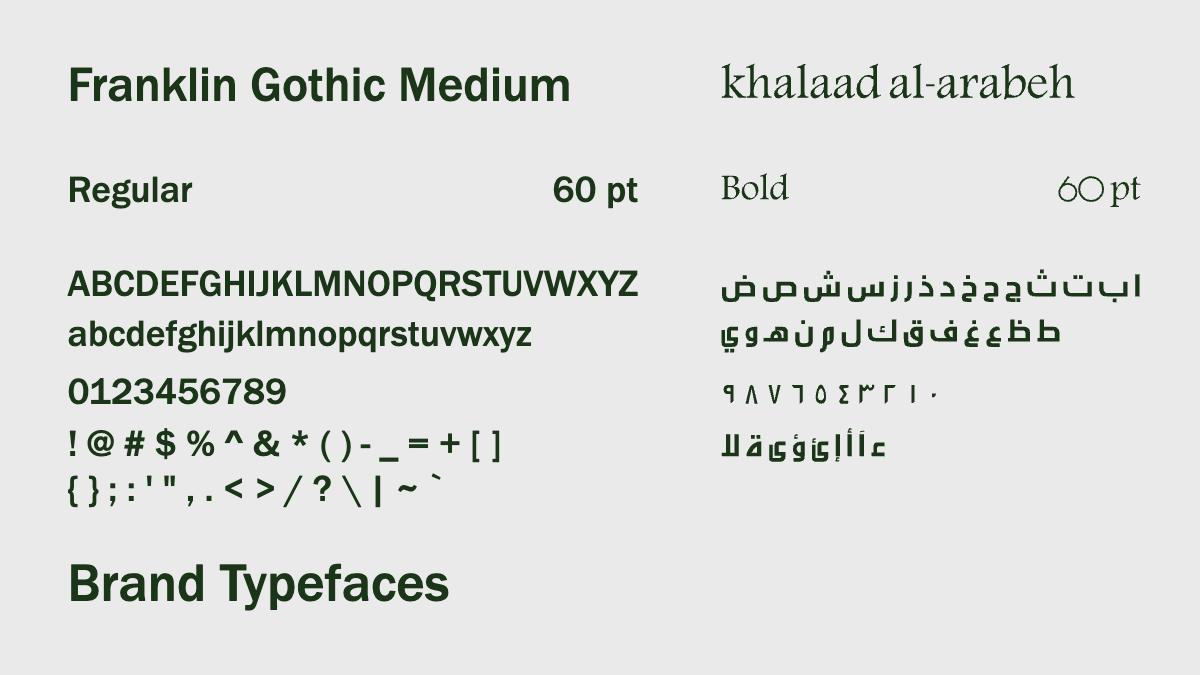 Franklin Gothic Medium
Regular 60 pt
ABCDEFGHIJKLMNOPQRSTUVWXYZ
abcdefghijklmnopqrstuvwxyz
0123456789
! @ # $ % ^ & * ( ) - _ = + [ ]
{ } ; : ' " , . < > / ? \ | ~ `
khalaad al-arabeh
Bold 60 pt
ا ب ت ث ج ح خ د ذ ر ز س ش ص ض
ط ظ ع غ ف ق ك ل م ن ه و ي
٠ ١ ٢ ٣ ٤ ٥ ٦ ٧ ٨ ٩
ء آ أ إ ئ ؤ ى ة لا
Brand Typefaces